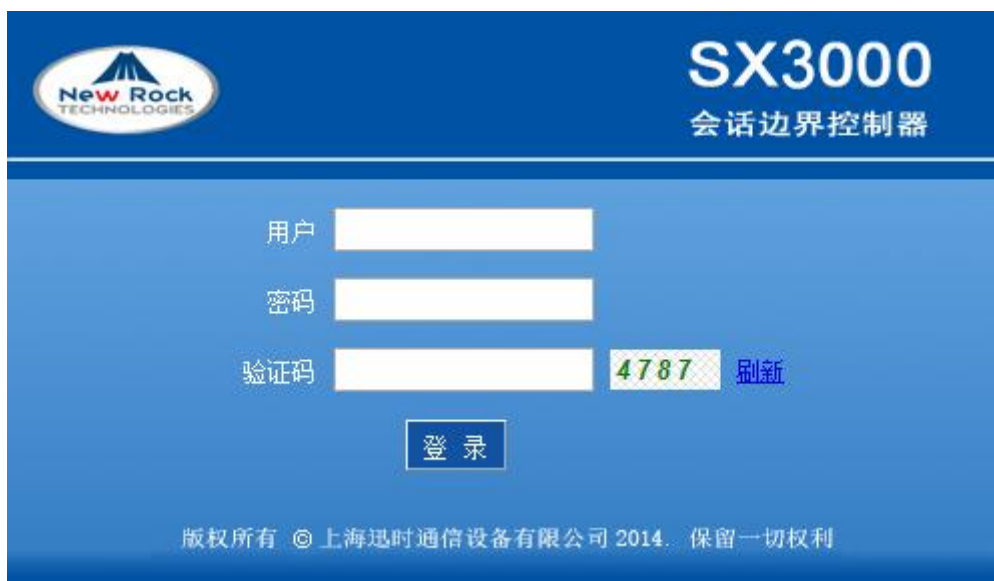 New Rock
TECHNOLOGIES
SX3000
会话边界控制器
用户
密码
验证码 4787 刷新
登 录
版权所有 © 上海迅时通信设备有限公司 2014. 保留一切权利